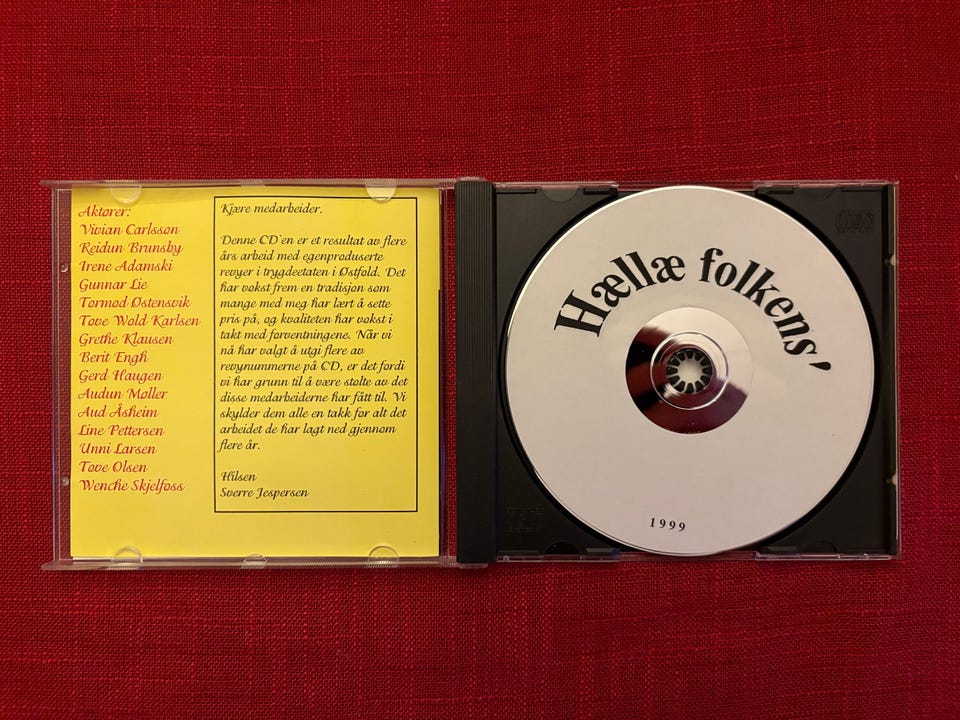 Aktører:
Vivian Carlsson
Reidun Brunsby
Irene Adamski
Gunnar Lie
Tormod Østensvik
Tove Wold Karlsen
Grethe Klausen
Berit Engh
Gerd Haugen
Audun Møller
Aud Åsheim
Line Pettersen
Unni Larsen
Tove Olsen
Wenche Skjelfoss
Kjære medarbeider.
Denne CD'en er et resultat av flere
års arbeid med egenproduserte
revyer i trygdeetaten i Østfold. Det
har vokst frem en tradisjon som
mange med meg har lært å sette
pris på, og kvaliteten har vokst i
takt med forventningene. Når vi
nå har valgt å utgi flere av
revynummerne på CD, er det fordi
vi har grunn til å være stolte av det
disse medarbeiderne har fått til. Vi
skylder dem alle en takk for alt det
arbeidet de har lagt ned gjennom
flere år.
Hilsen
Sverre Jespersen
Hællæ folkens'
1999